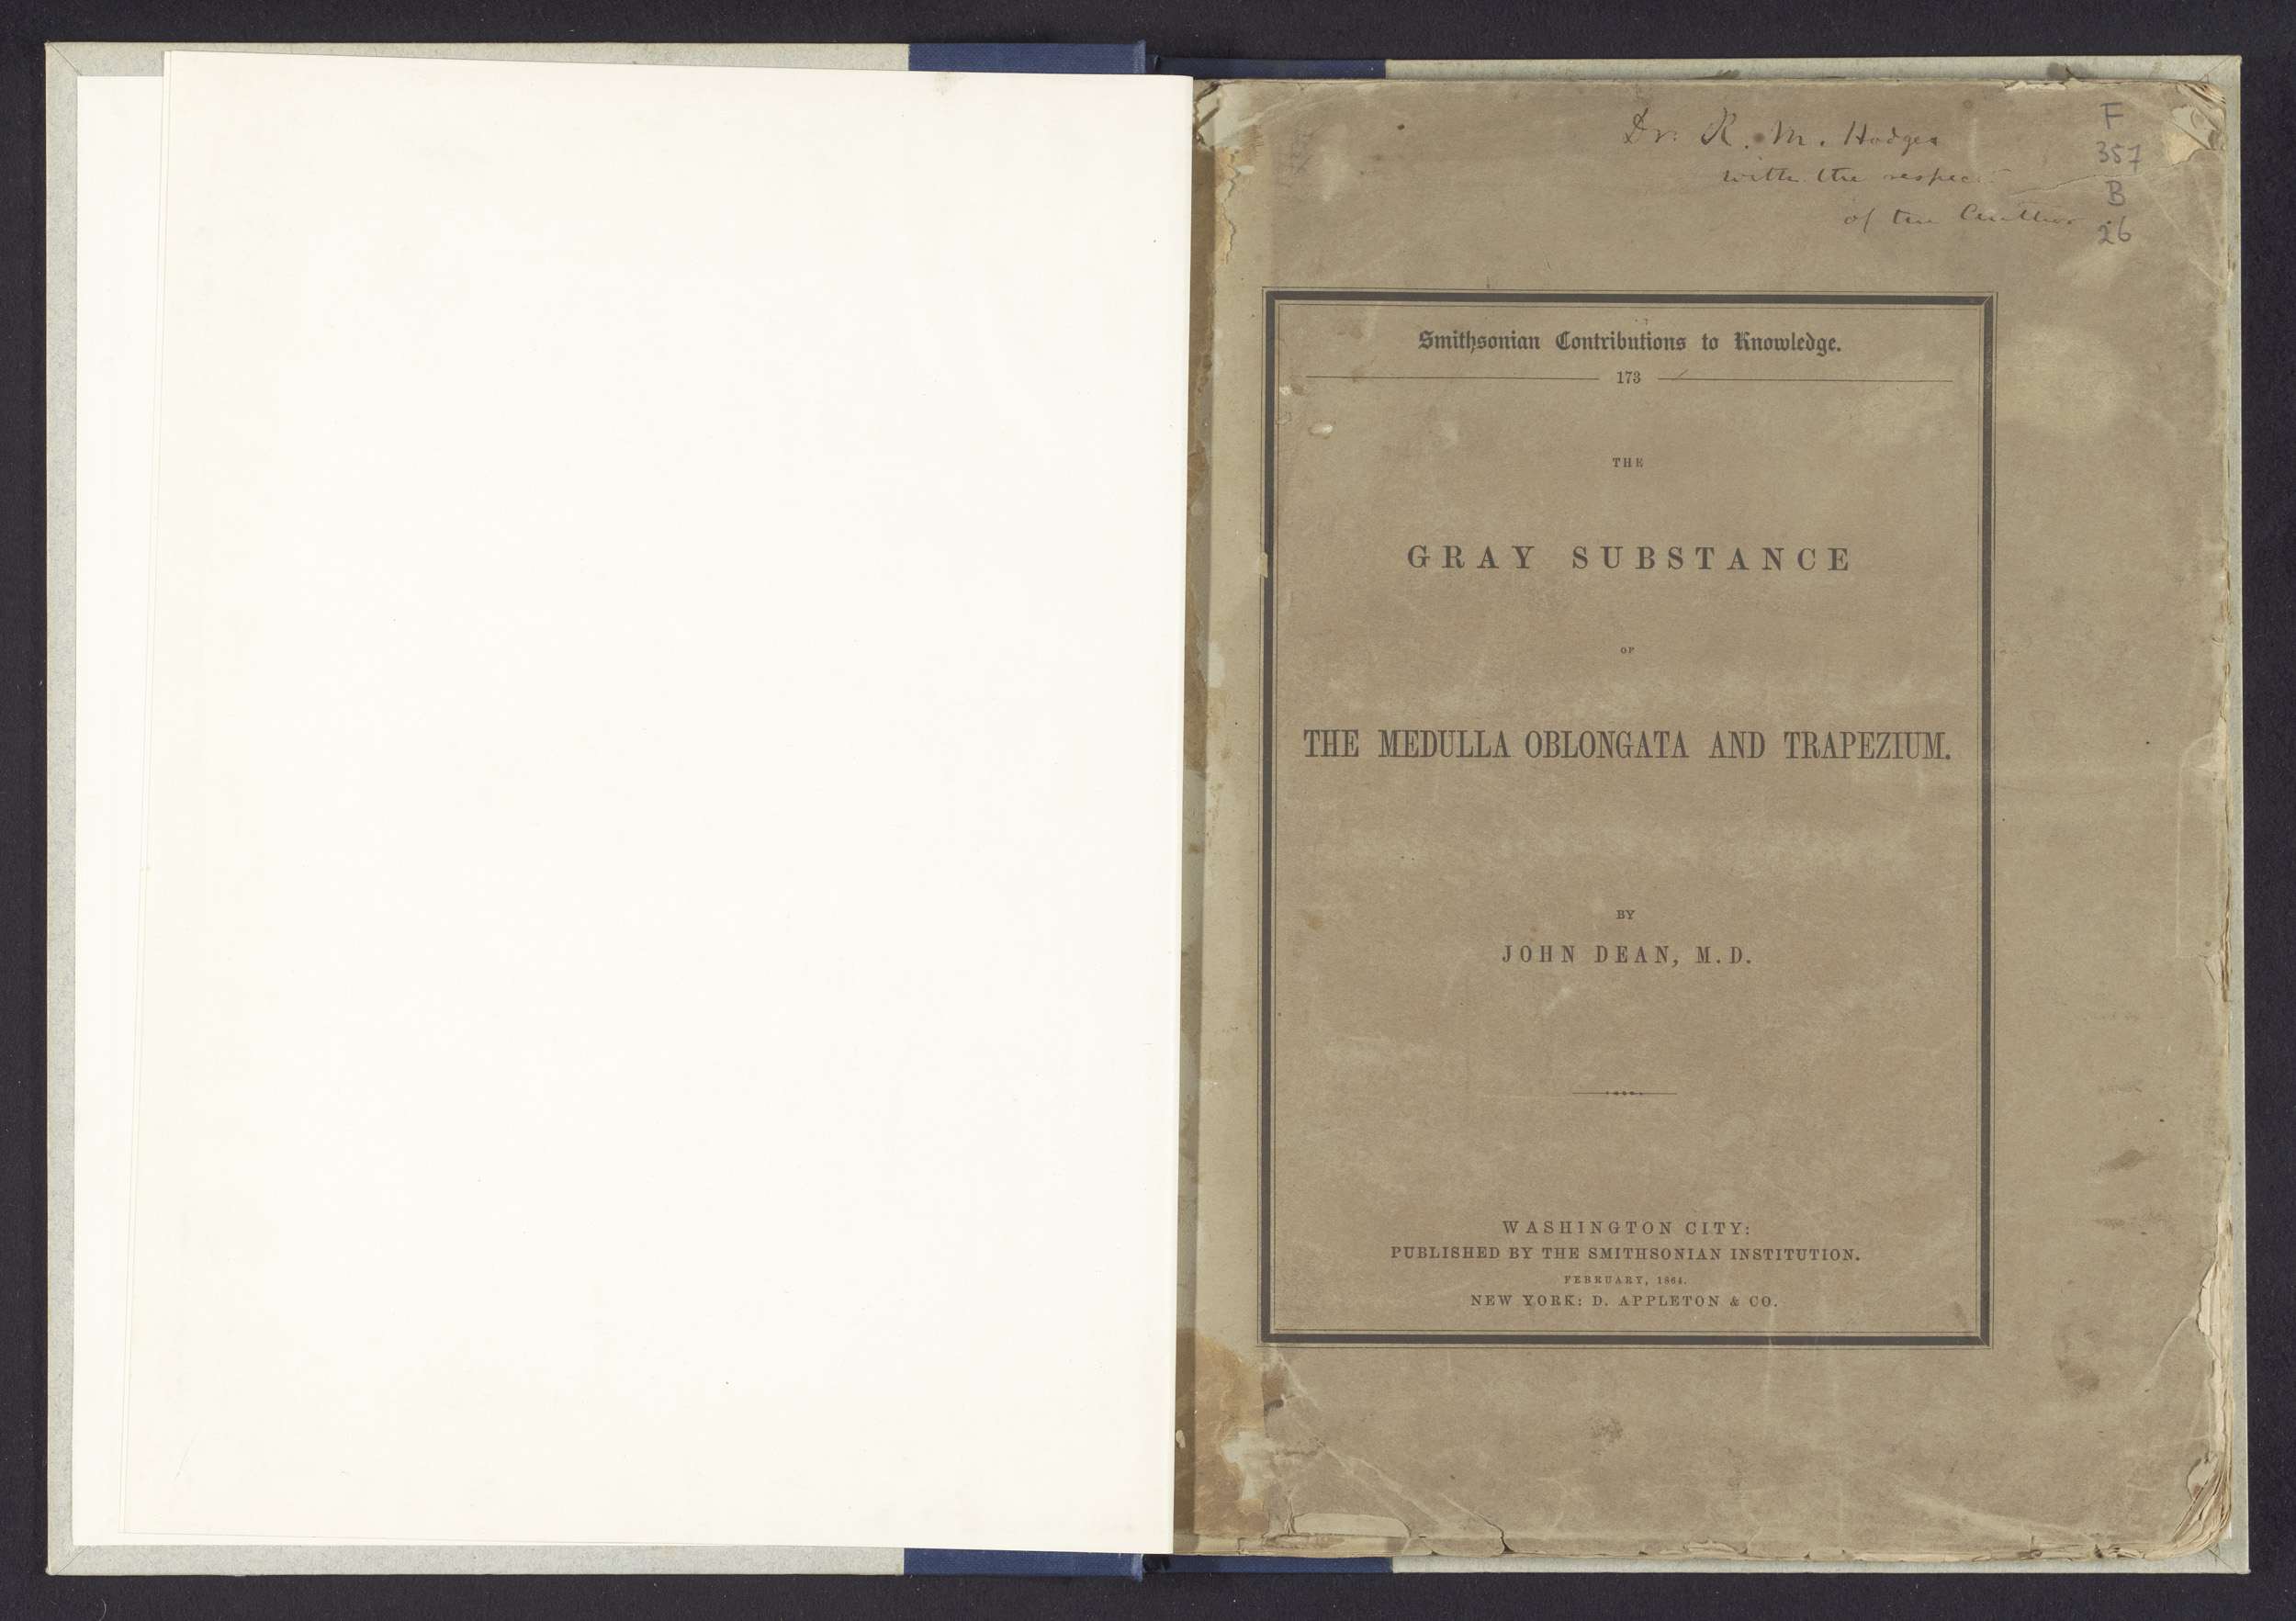 Dr. R. M. Hodges
with the respect
of the Author
F
357
B
26
Smithsonian Contributions to Knowledge.
173
THE
GRAY SUBSTANCE
OF
THE MEDULLA OBLONGATA AND TRAPEZIUM.
BY
JOHN DEAN, M.D.
WASHINGTON CITY:
PUBLISHED BY THE SMITHSONIAN INSTITUTION.
FEBRUARY, 1864.
NEW YORK: D. APPLETON & CO.